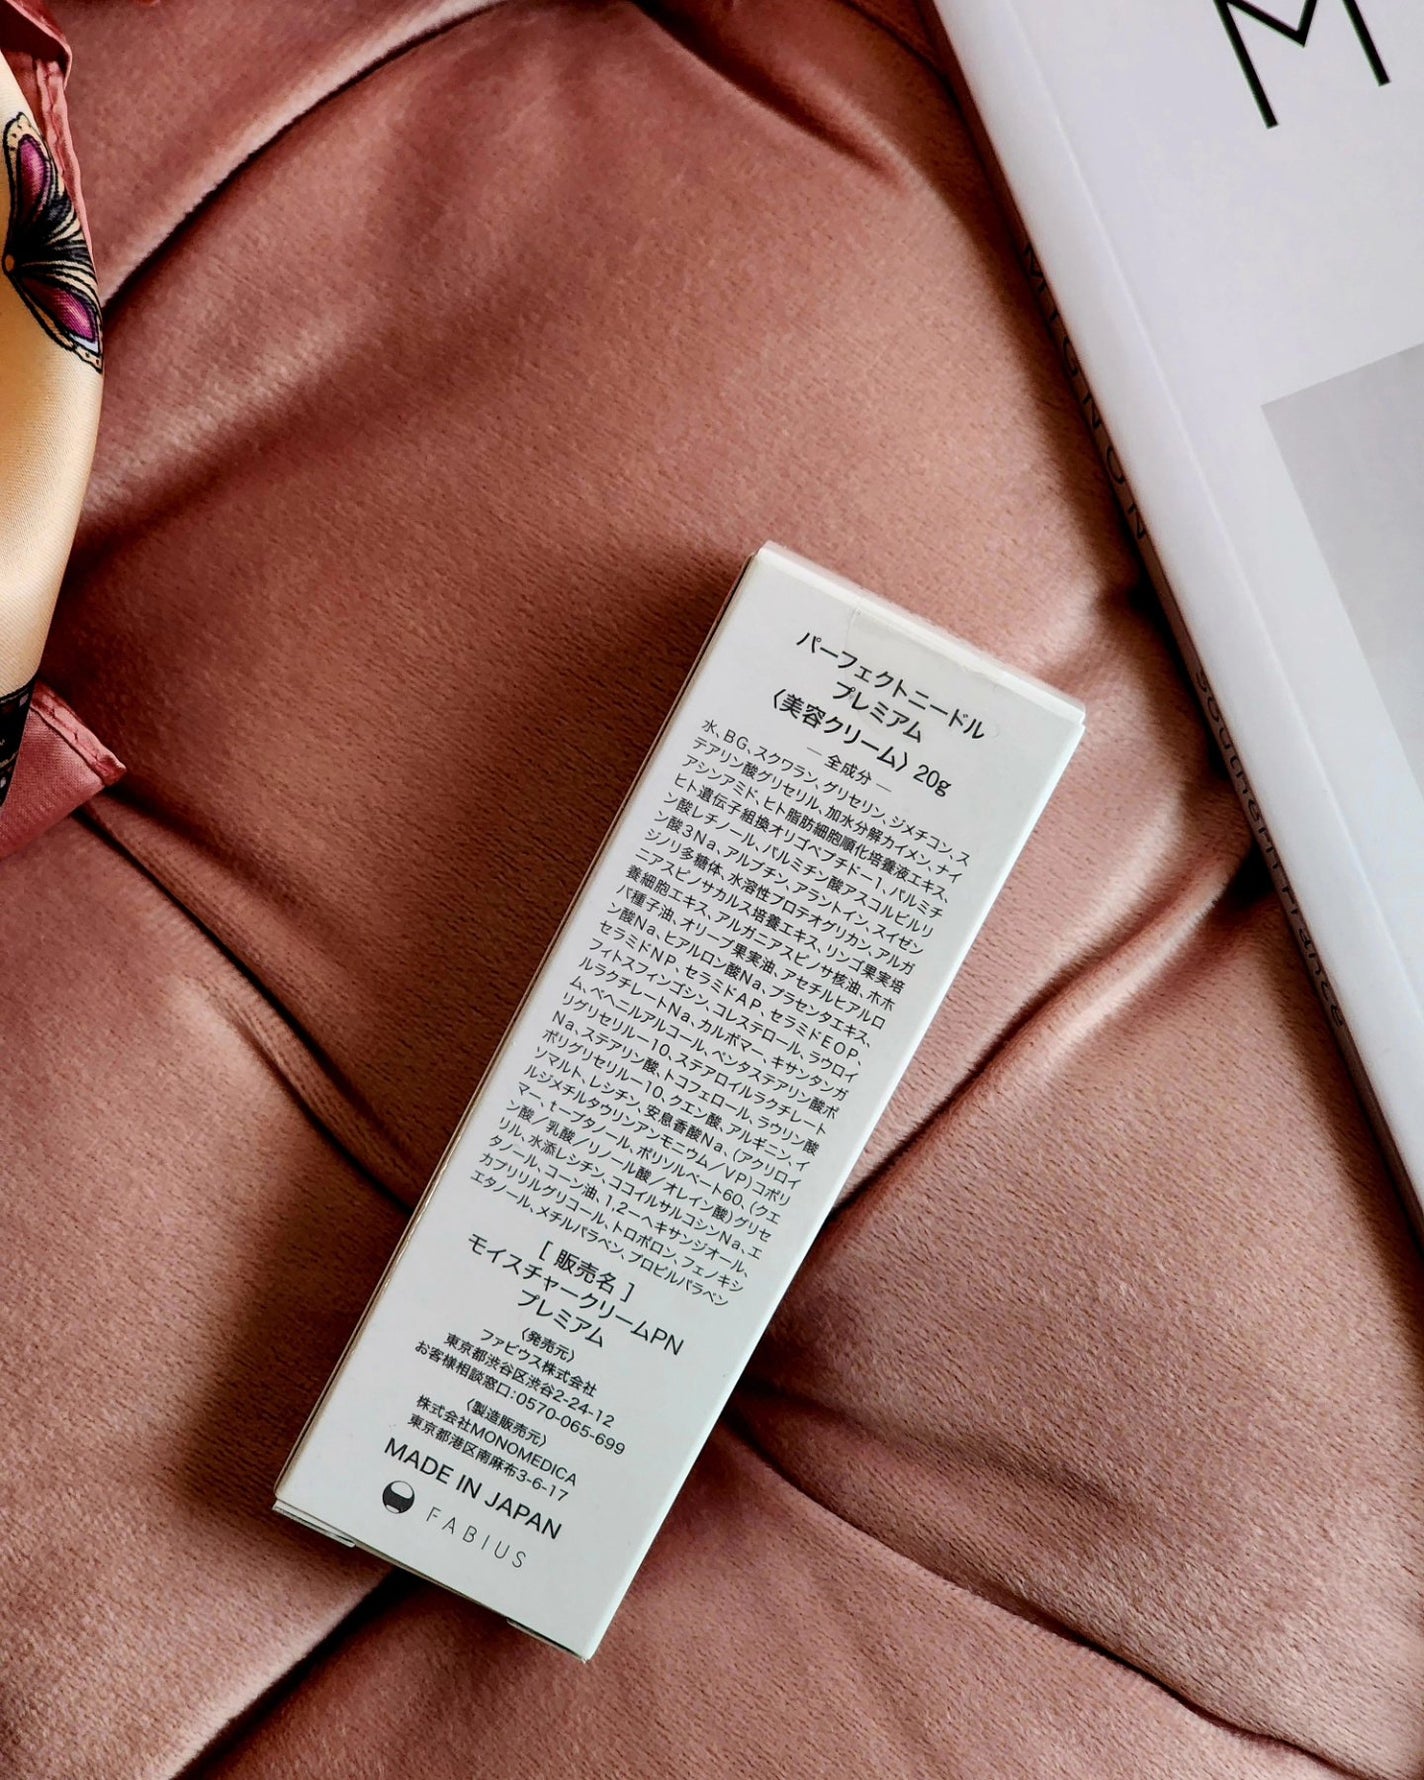 パーフェクトニードル
プレミアム
〈美容クリーム〉20g
― 全成分 ―
水、BG、スクワラン、グリセリン、ジメチコン、ス
テアリン酸グリセリル、加水分解カイメン、ナイ
アシンアミド、ヒト脂肪細胞順化培養液エキス、
ヒト遺伝子組換オリゴペプチド-1、パルミチ
ン酸レチノール、パルミチン酸アスコルビルリ
ン酸3Na、アルブチン、アラントイン、スイゼン
ジノリ多糖体、水溶性プロテオグリカン、アルガ
ニアスピノサカルス培養エキス、リンゴ果実培
養細胞エキス、アルガニアスピノサ核油、ホホ
バ種子油、オリーブ果実油、アセチルヒアルロ
ン酸Na、ヒアルロン酸Na、プラセンタエキス、
セラミドNP、セラミドAP、セラミドEOP、
フィトスフィンゴシン、コレステロール、ラウロイ
ルラクチレートNa、カルボマー、キサンタンガ
ム、ベヘニルアルコール、ペンタステアリン酸ポ
リグリセリル-10、ステアロイルラクチレート
Na、ステアリン酸、トコフェロール、ラウリン酸
ポリグリセリル-10、クエン酸、アルギニン、イ
ソマルト、レシチン、安息香酸Na、(アクリロイ
ルジメチルタウリンアンモニウム/VP)コポリ
マー、t-ブタノール、ポリソルベート60、(クエ
ン酸/乳酸/リノール酸/オレイン酸)グリセ
リル、水添レシチン、ココイルサルコシンNa、エ
タノール、コーン油、1,2-ヘキサンジオール、
カプリリルグリコール、トロポロン、フェノキシ
エタノール、メチルパラベン、プロピルパラベン
[ 販売名 ]
モイスチャークリームPN
プレミアム
〈発売元〉
ファビウス株式会社
東京都渋谷区渋谷2-24-12
お客様相談窓口:0570-065-699
〈製造販売元〉
株式会社MONOMEDICA
東京都港区南麻布3-6-17
MADE IN JAPAN
FABIUS
M
MIGNON
Southern France